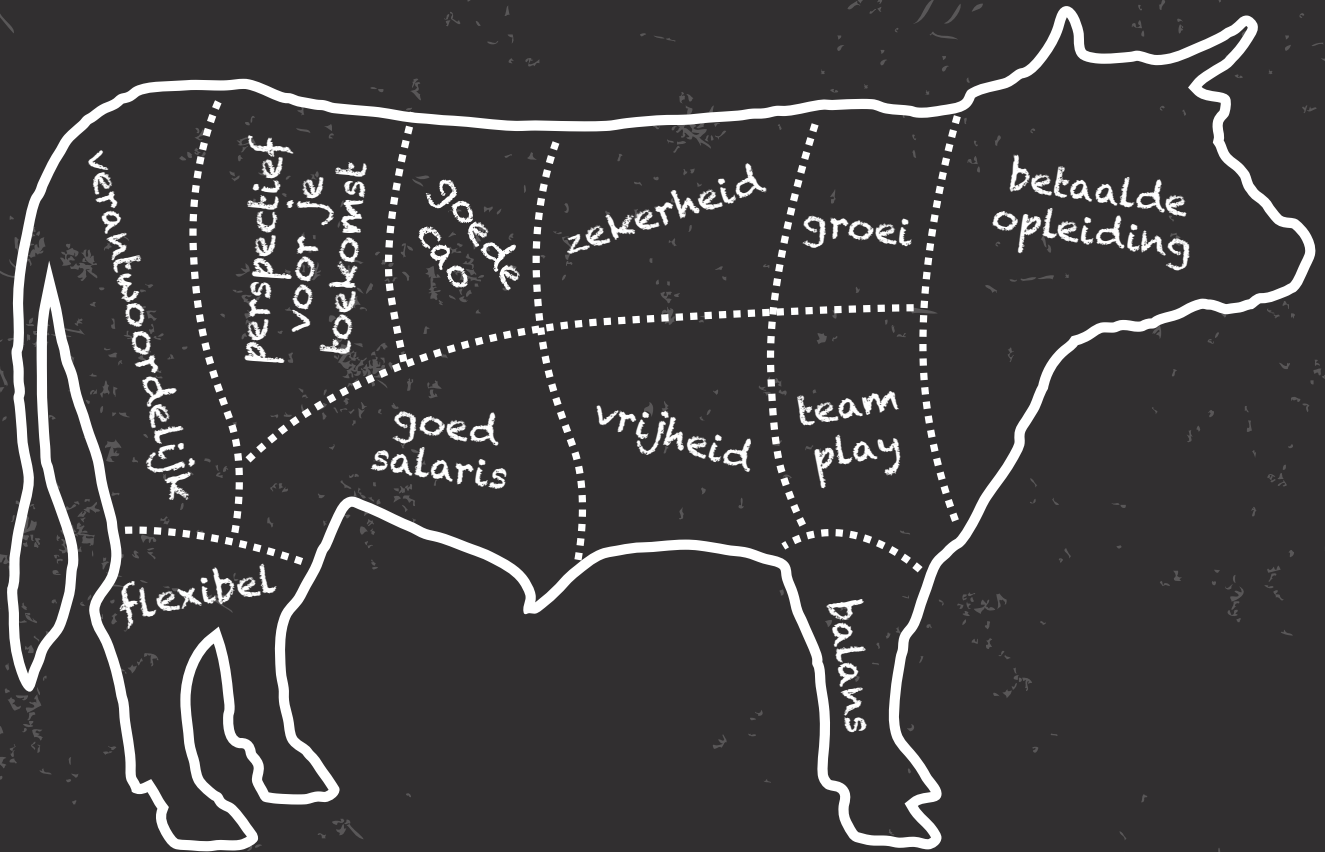 verantwoordelijk
perspectief
voor je
toekomst
goede
cao
zekerheid
groei
betaalde
opleiding
goed
salaris
vrijheid
team
play
flexibel
balans